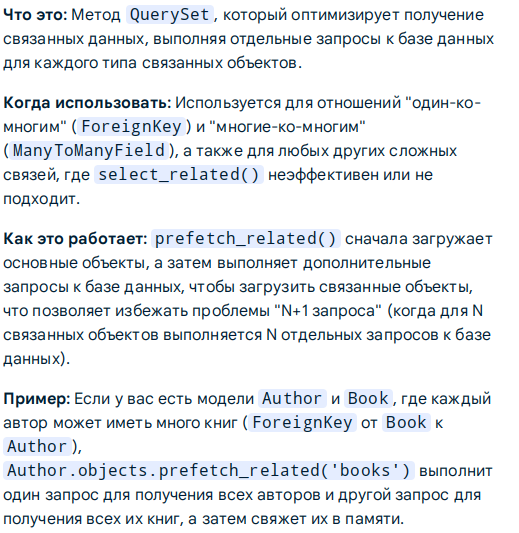 Что это: Метод QuerySet, который оптимизирует получение
связанных данных, выполняя отдельные запросы к базе данных
для каждого типа связанных объектов.
Когда использовать: Используется для отношений "один-ко-
многим" (ForeignKey) и "многие-ко-многим"
(ManyToManyField), а также для любых других сложных
связей, где select_related() неэффективен или не
подходит.
Как это работает: prefetch_related() сначала загружает
основные объекты, а затем выполняет дополнительные
запросы к базе данных, чтобы загрузить связанные объекты,
что позволяет избежать проблемы "N+1 запроса" (когда для N
связанных объектов выполняется N отдельных запросов к базе
данных).
Пример: Если у вас есть модели Author и Book, где каждый
автор может иметь много книг (ForeignKey от Book к
Author),
Author.objects.prefetch_related('books') выполнит
один запрос для получения всех авторов и другой запрос для
получения всех их книг, а затем свяжет их в памяти.